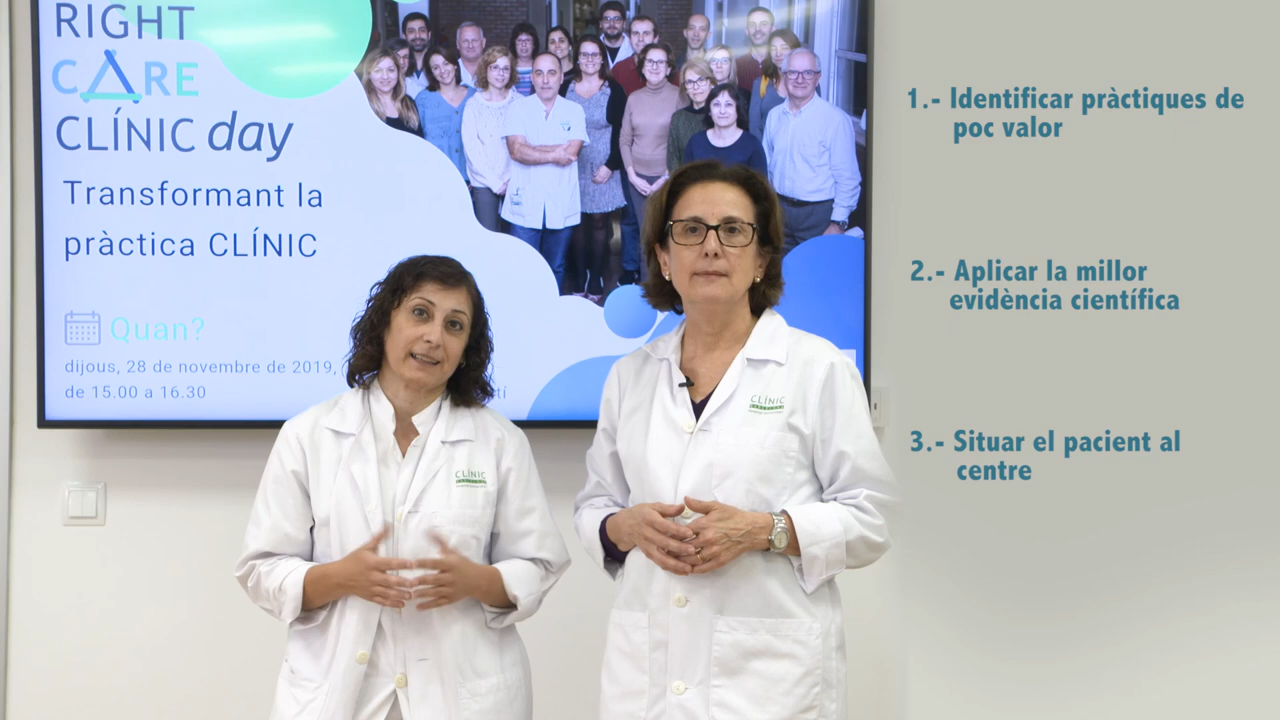 RIGHT
CARE
CLÍNIC day
Transformant la
pràctica CLÍNIC
Quan?
dijous, 28 de novembre de 2019,
de 15.00 a 16.30
1.- Identificar pràctiques de
poc valor
2.- Aplicar la millor
evidència científica
3.- Situar el pacient al
centre
CLÍNIC
CLÍNIC
BARCELONA